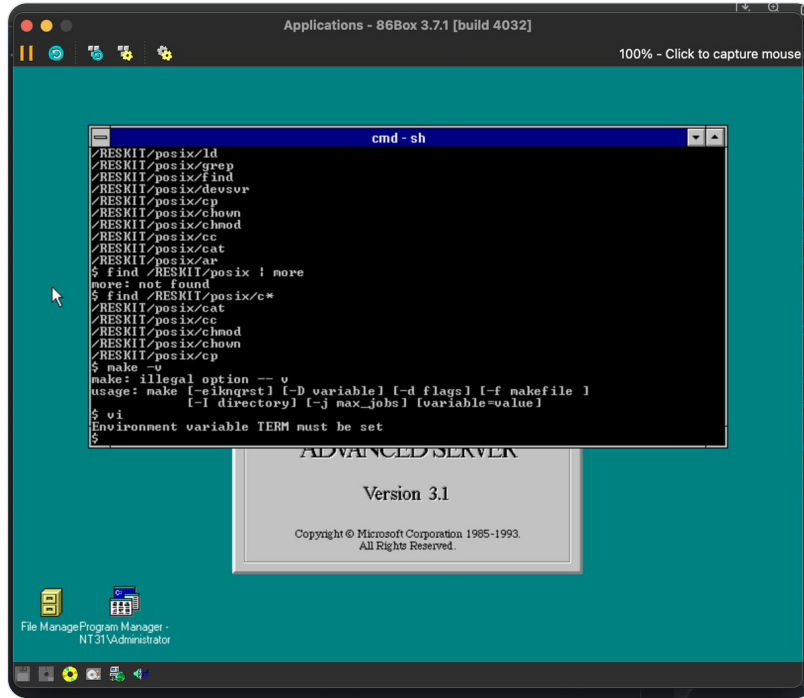 Applications - 86Box 3.7.1 [build 4032]
100% - Click to capture mouse
cmd - sh
/RESKIT/posix/ld
/RESKIT/posix/grep
/RESKIT/posix/find
/RESKIT/posix/devsvr
/RESKIT/posix/cp
/RESKIT/posix/chown
/RESKIT/posix/chmod
/RESKIT/posix/cc
/RESKIT/posix/cat
/RESKIT/posix/ar
$ find /RESKIT/posix | more
more: not found
$ find /RESKIT/posix/c*
/RESKIT/posix/cat
/RESKIT/posix/cc
/RESKIT/posix/chmod
/RESKIT/posix/chown
/RESKIT/posix/cp
$ make -v
make: illegal option -- v
usage: make [-eiknqrst] [-D variable] [-d flags] [-f makefile ]
[-I directory] [-j max_jobs] [variable=value]
$ vi
Environment variable TERM must be set
$
ADVANCED SERVER
Version 3.1
Copyright © Microsoft Corporation 1985-1993.
All Rights Reserved.
File Manage
Program Manager -
NT31\Administrator